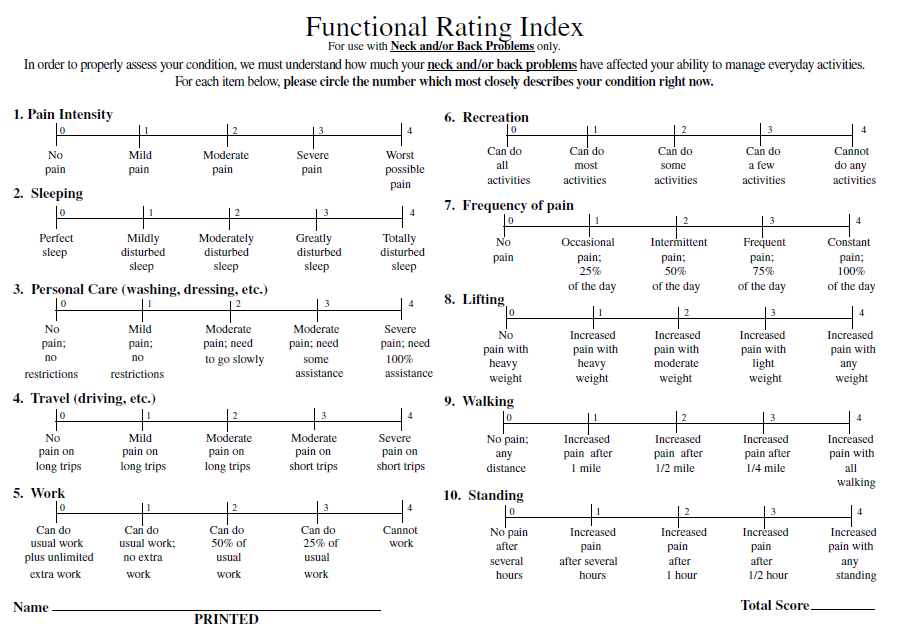 Functional Rating Index
For use with Neck and/or Back Problems only.
In order to properly assess your condition, we must understand how much your neck and/or back problems have affected your ability to manage everyday activities.
For each item below, please circle the number which most closely describes your condition right now.
1. Pain Intensity
0 1 2 3 4
No Mild Moderate Severe Worst
pain pain pain pain possible
pain
2. Sleeping
0 1 2 3 4
Perfect Mildly Moderately Greatly Totally
sleep disturbed disturbed disturbed disturbed
sleep sleep sleep sleep
3. Personal Care (washing, dressing, etc.)
0 1 2 3 4
No Mild Moderate Moderate Severe
pain; pain; pain; need pain; need pain; need
no no to go slowly some 100%
restrictions restrictions assistance assistance
4. Travel (driving, etc.)
0 1 2 3 4
No Mild Moderate Moderate Severe
pain on pain on pain on pain on pain on
long trips long trips long trips short trips short trips
5. Work
0 1 2 3 4
Can do Can do Can do Can do Cannot
usual work usual work; 50% of 25% of work
plus unlimited no extra usual usual
extra work work work work
6. Recreation
0 1 2 3 4
Can do Can do Can do Can do Cannot
all most some a few do any
activities activities activities activities activities
7. Frequency of pain
0 1 2 3 4
No Occasional Intermittent Frequent Constant
pain pain; pain; pain; pain;
25% 50% 75% 100%
of the day of the day of the day of the day
8. Lifting
0 1 2 3 4
No Increased Increased Increased Increased
pain with pain with pain with pain with pain with
heavy heavy moderate light any
weight weight weight weight weight
9. Walking
0 1 2 3 4
No pain; Increased Increased Increased Increased
any pain after pain after pain after pain with
distance 1 mile 1/2 mile 1/4 mile all
walking
10. Standing
0 1 2 3 4
No pain Increased Increased Increased Increased
after pain pain pain pain with
several after several after after any
hours hours 1 hour 1/2 hour standing
Name
PRINTED
Total Score